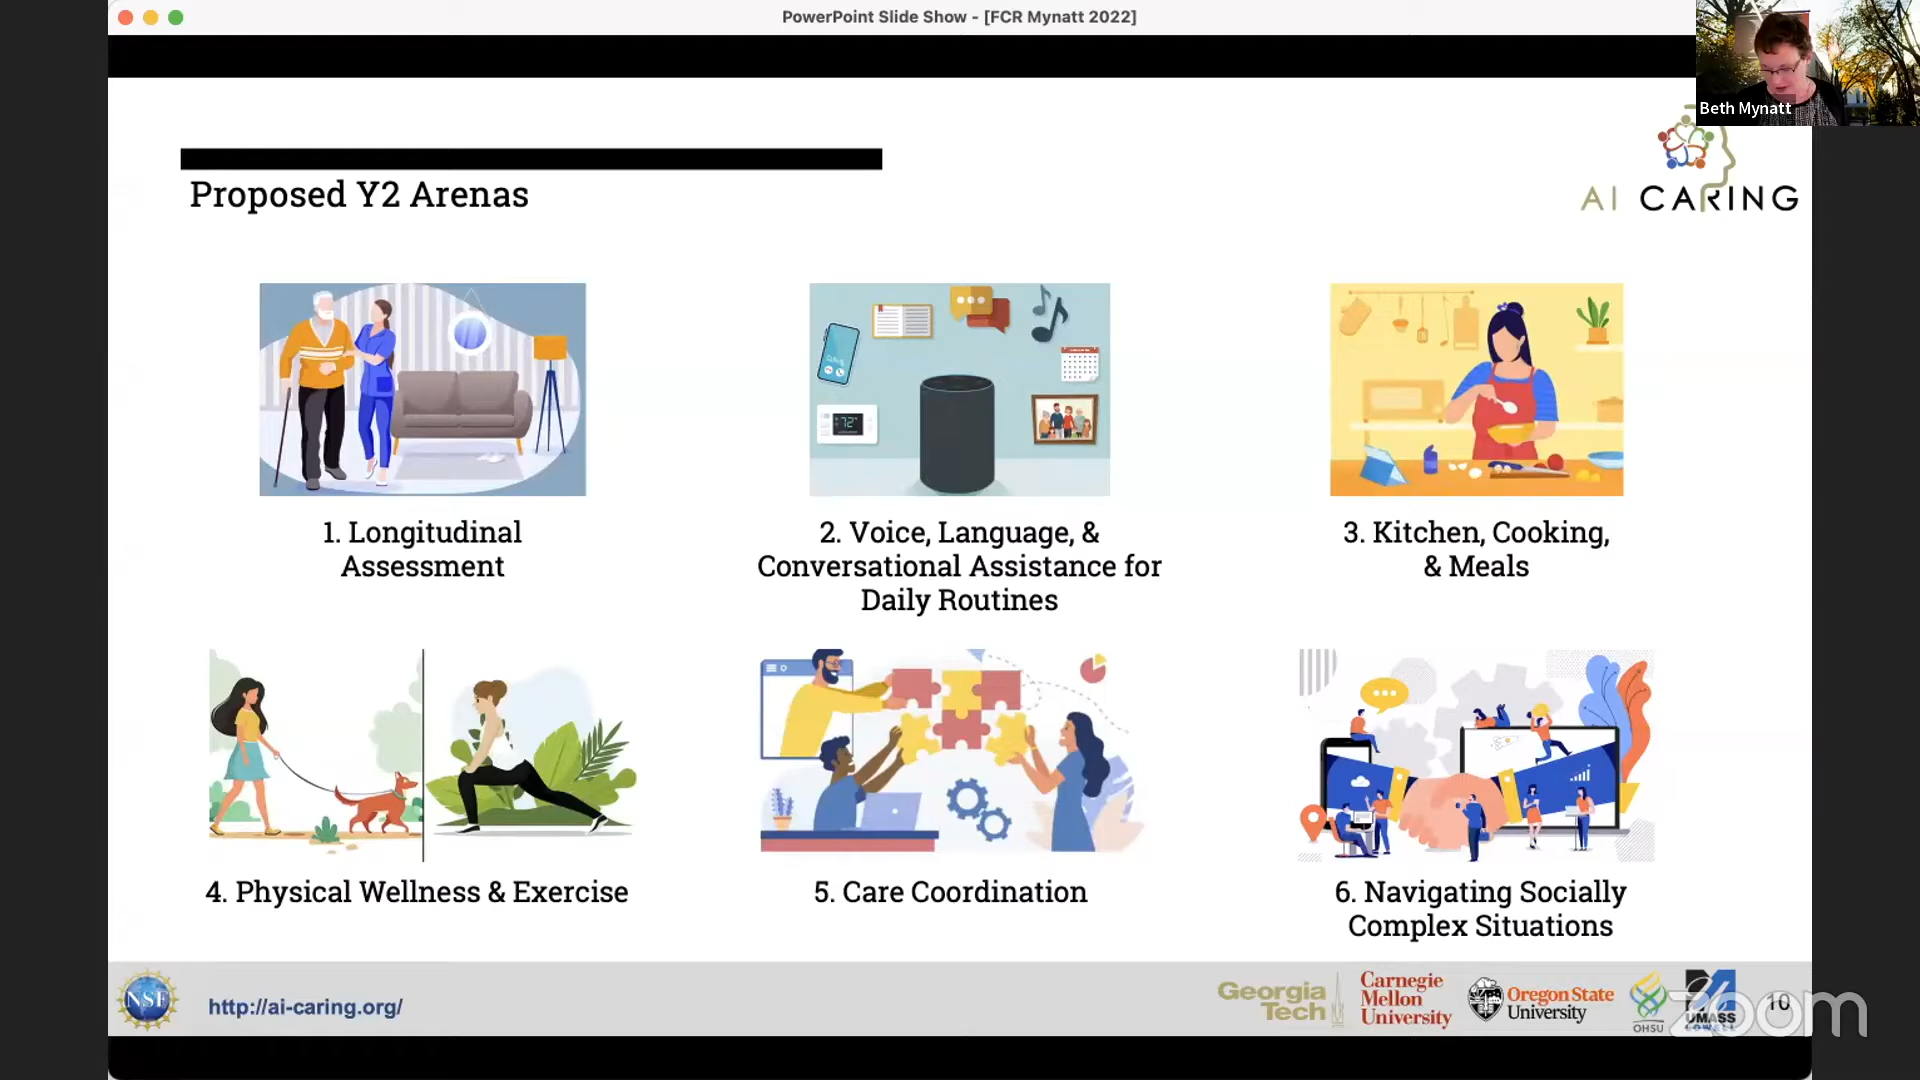 PowerPoint Slide Show - [FCR Mynatt 2022]
Beth Mynatt
AI CARING
Proposed Y2 Arenas
72°
1. Longitudinal
Assessment
2. Voice, Language, &
Conversational Assistance for
Daily Routines
3. Kitchen, Cooking,
& Meals
4. Physical Wellness & Exercise
5. Care Coordination
6. Navigating Socially
Complex Situations
NSF
http://ai-caring.org/
Georgia
Tech
Carnegie
Mellon
University
Oregon State
University
OHSU
UMASS
LOWELL
10
zoom